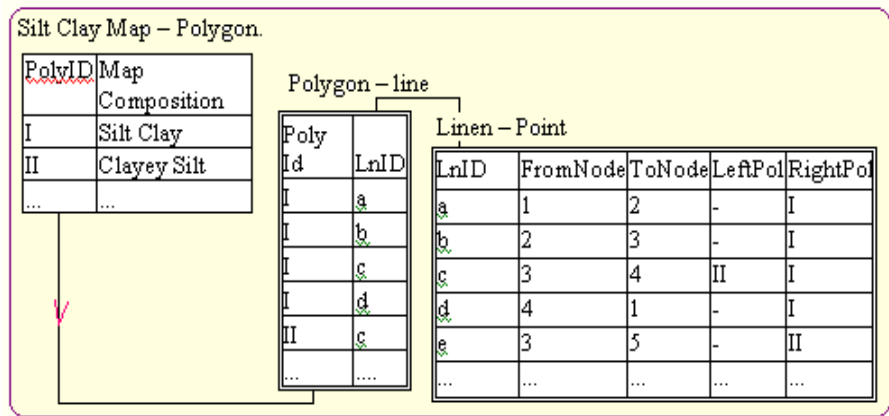 Silt Clay Map – Polygon.
PolyID Map Composition
I Silt Clay
II Clayey Silt
... ...
Polygon – line
Poly Id LnID
I a
I b
I c
I d
II c
... ....
Linen – Point
LnID FromNode ToNode LeftPol RightPol
a 1 2 - I
b 2 3 - I
c 3 4 II I
d 4 1 - I
e 3 5 - II
... ... ... ... ...